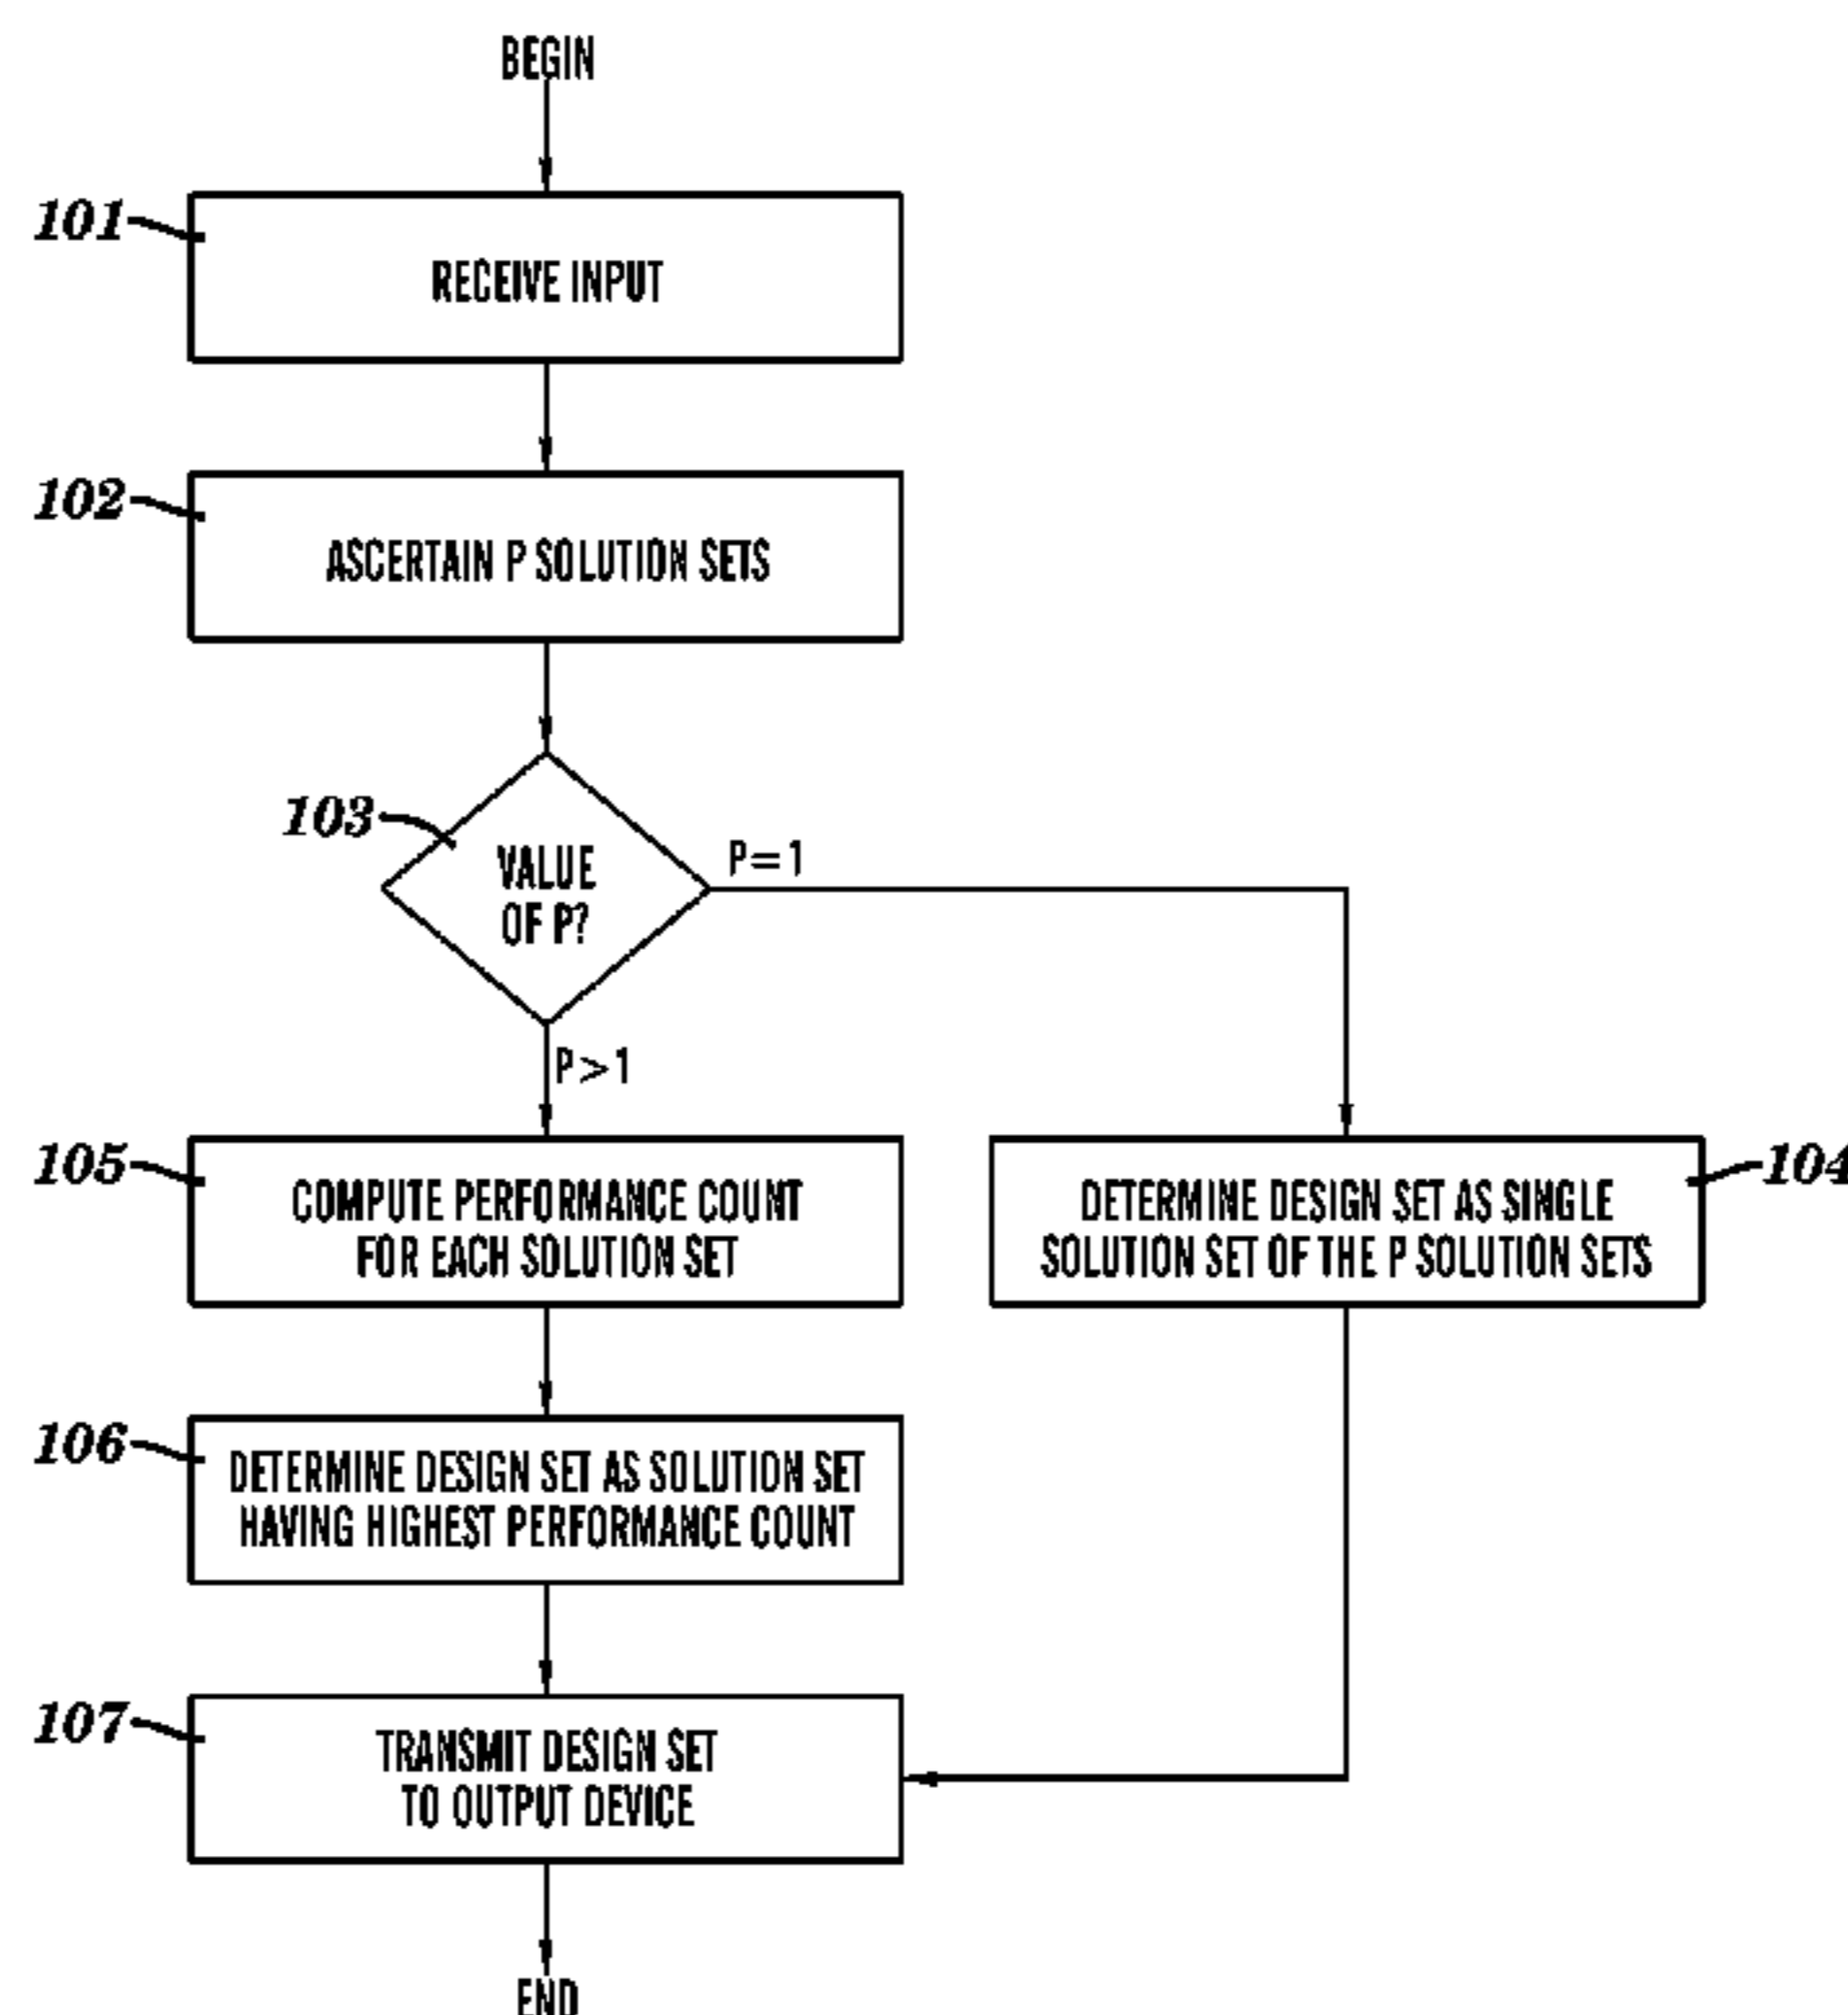 BEGIN
101
RECEIVE INPUT
102
ASCERTAIN P SOLUTION SETS
103
VALUE
OF P?
P=1
P>1
105
COMPUTE PERFORMANCE COUNT
FOR EACH SOLUTION SET
104
DETERMINE DESIGN SET AS SINGLE
SOLUTION SET OF THE P SOLUTION SETS
106
DETERMINE DESIGN SET AS SOLUTION SET
HAVING HIGHEST PERFORMANCE COUNT
107
TRANSMIT DESIGN SET
TO OUTPUT DEVICE
END